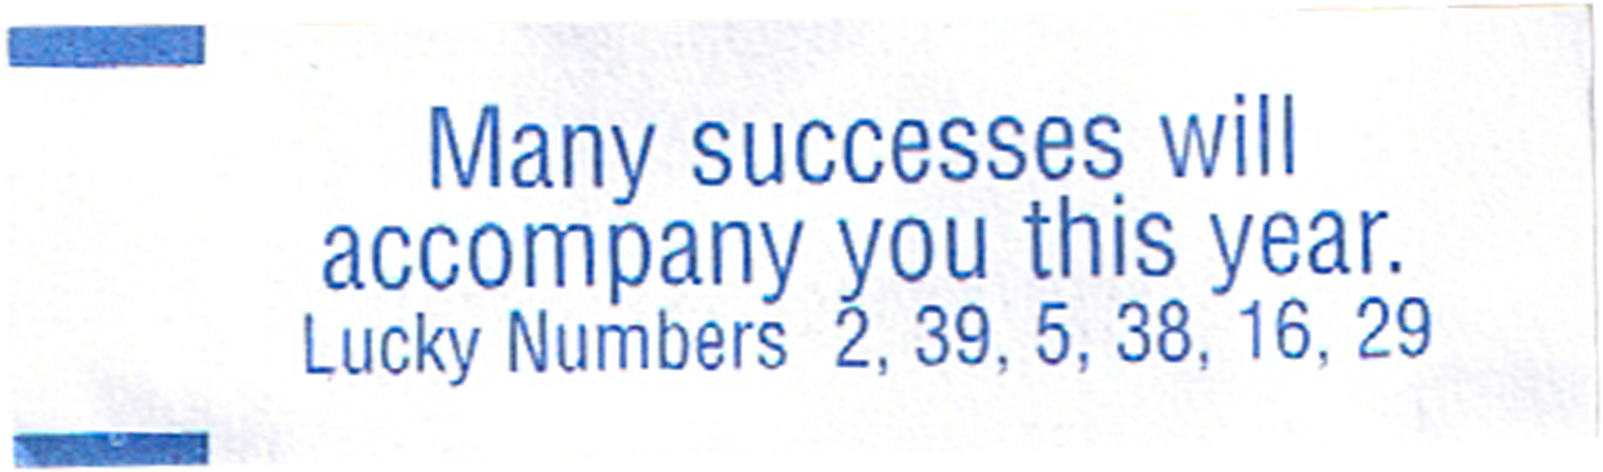 Many successes will
accompany you this year.
Lucky Numbers 2, 39, 5, 38, 16, 29